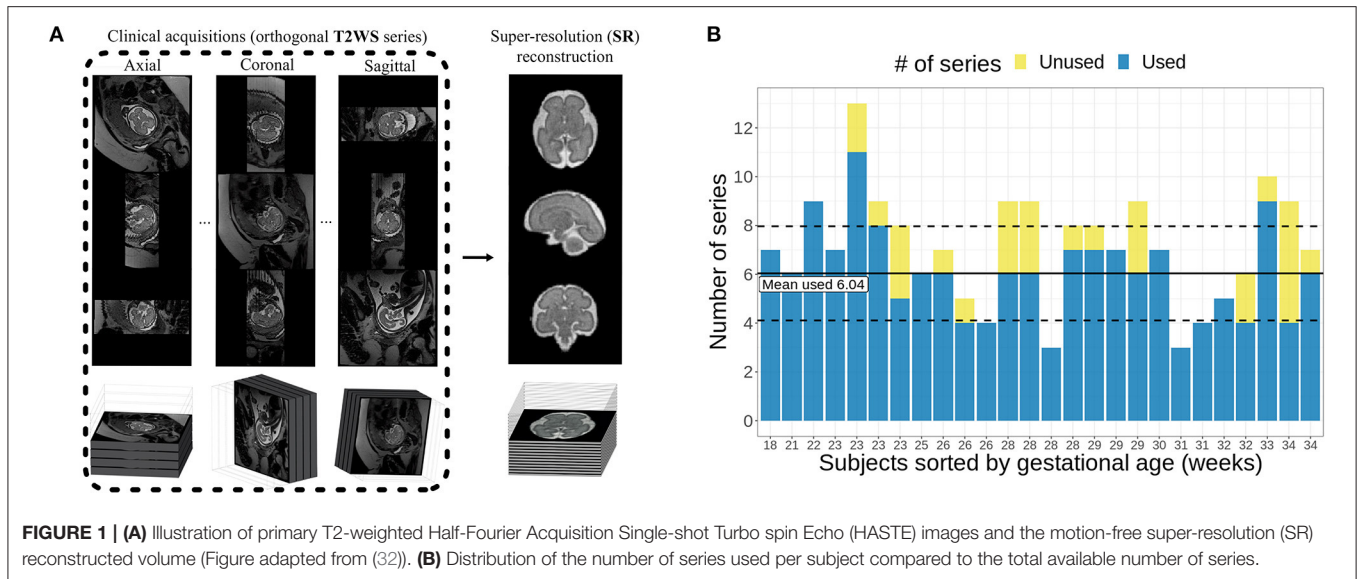 A
Clinical acquisitions (orthogonal T2WS series)
Axial
Coronal
Sagittal
...
...
Super-resolution (SR)
reconstruction
B
# of series Unused Used
Number of series
12
10
8
6
4
2
0
Mean used 6.04
18 21 22 23 23 23 23 25 26 26 26 28 28 28 28 29 29 29 30 31 31 32 32 33 34 34
Subjects sorted by gestational age (weeks)
FIGURE 1 | (A) Illustration of primary T2-weighted Half-Fourier Acquisition Single-shot Turbo spin Echo (HASTE) images and the motion-free super-resolution (SR)
reconstructed volume (Figure adapted from (32)). (B) Distribution of the number of series used per subject compared to the total available number of series.